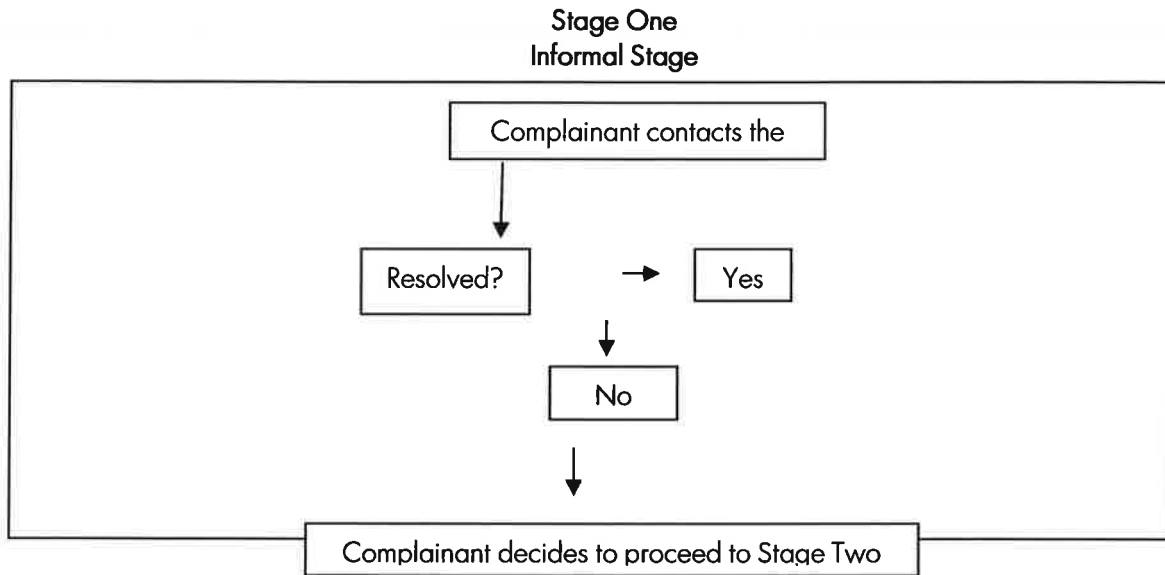 Stage One
Informal Stage
Complainant contacts the
Resolved?
Yes
No
Complainant decides to proceed to Stage Two